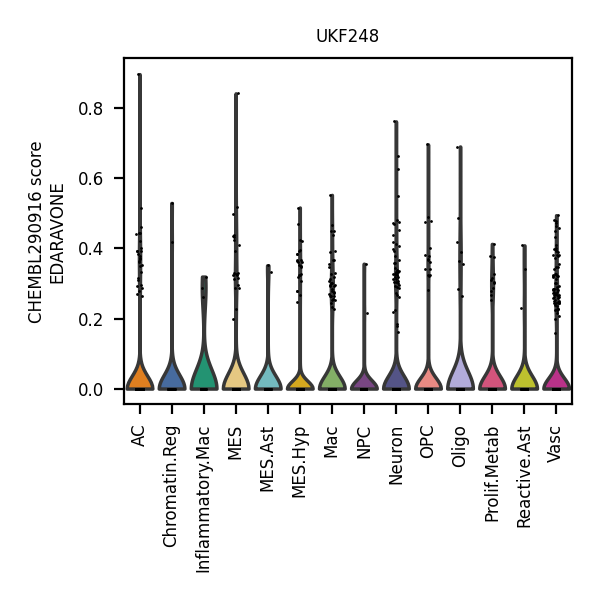 UKF248
CHEMBL290916 score
EDARAVONE
0.8
0.6
0.4
0.2
0.0
AC
Chromatin.Reg
Inflammatory.Mac
MES
MES.Ast
MES.Hyp
Mac
NPC
Neuron
OPC
Oligo
Prolif.Metab
Reactive.Ast
Vasc